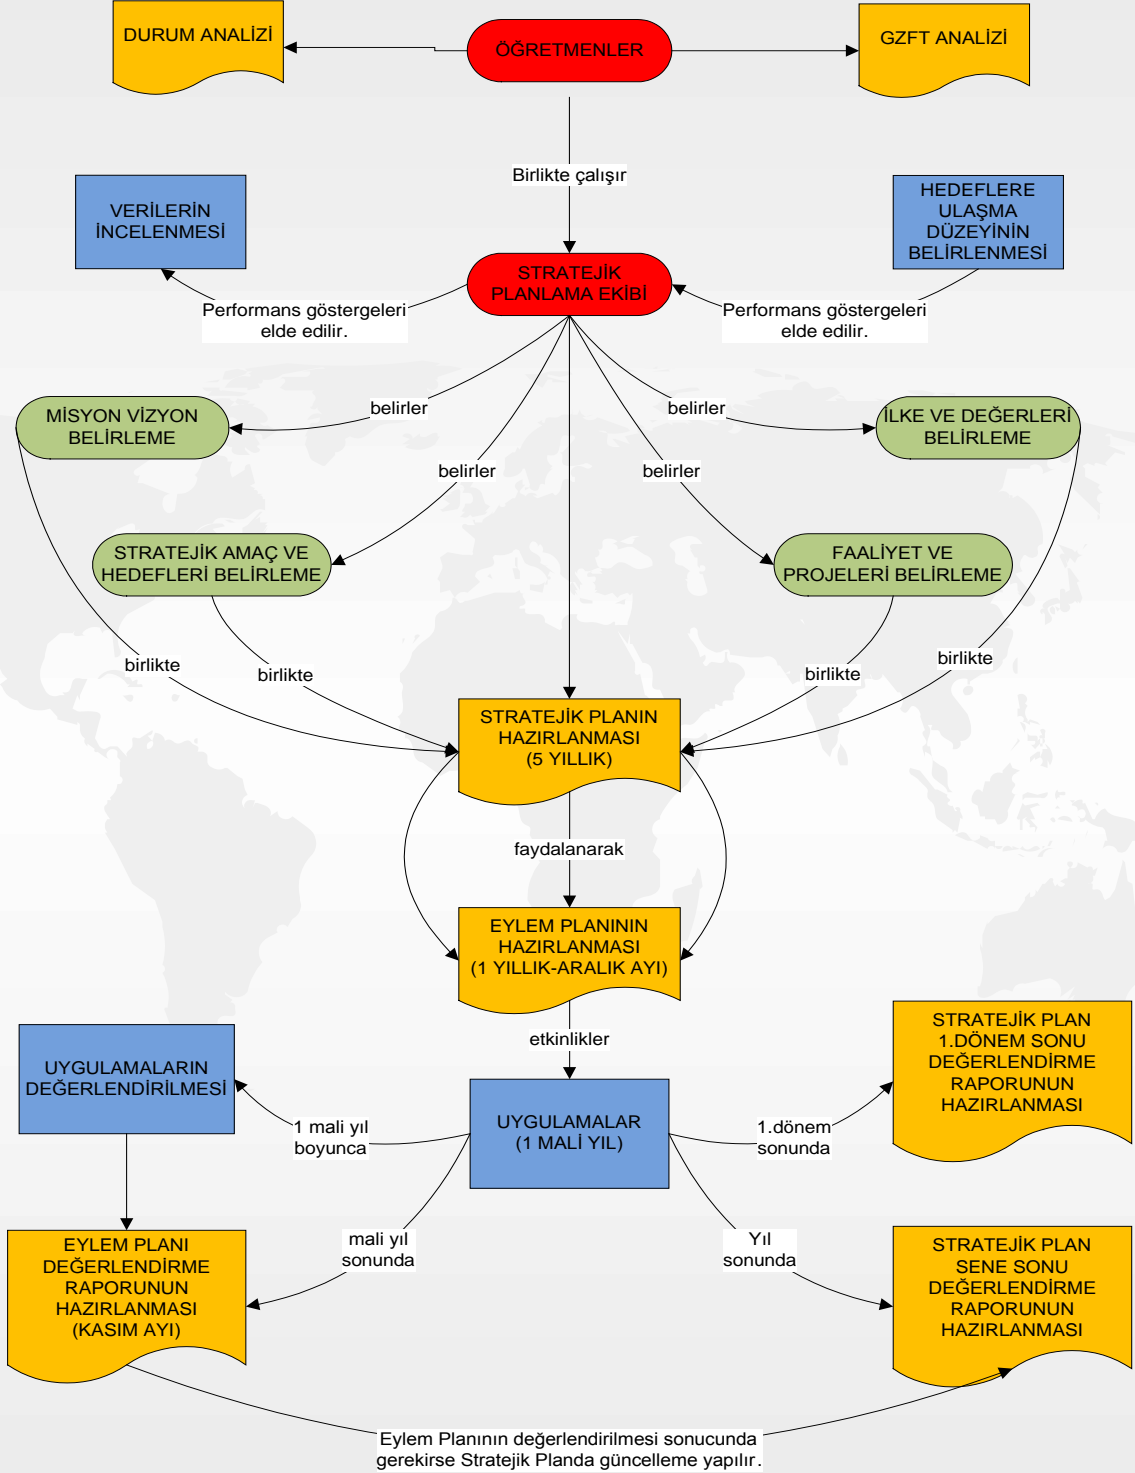 DURUM ANALİZİ
ÖĞRETMENLER
GZFT ANALİZİ
Birlikte çalışır
VERİLERİN
İNCELENMESİ
HEDEFLERE
ULAŞMA
DÜZEYİNİN
BELİRLENMESİ
STRATEJİK
PLANLAMA EKİBİ
Performans göstergeleri
elde edilir.
Performans göstergeleri
elde edilir.
belirler
belirler
MİSYON VİZYON
BELİRLEME
İLKE VE DEĞERLERİ
BELİRLEME
belirler
belirler
STRATEJİK AMAÇ VE
HEDEFLERİ BELİRLEME
FAALİYET VE
PROJELERİ BELİRLEME
birlikte
birlikte
birlikte
birlikte
STRATEJİK PLANIN
HAZIRLANMASI
(5 YILLIK)
faydalanarak
EYLEM PLANININ
HAZIRLANMASI
(1 YILLIK-ARALIK AYI)
etkinlikler
STRATEJİK PLAN
1.DÖNEM SONU
DEĞERLENDİRME
RAPORUNUN
HAZIRLANMASI
UYGULAMALARIN
DEĞERLENDİRİLMESİ
UYGULAMALAR
(1 MALİ YIL)
1 mali yıl
boyunca
1.dönem
sonunda
mali yıl
sonunda
Yıl
sonunda
EYLEM PLANI
DEĞERLENDİRME
RAPORUNUN
HAZIRLANMASI
(KASIM AYI)
STRATEJİK PLAN
SENE SONU
DEĞERLENDİRME
RAPORUNUN
HAZIRLANMASI
Eylem Planının değerlendirilmesi sonucunda
gerekirse Stratejik Planda güncelleme yapılır.